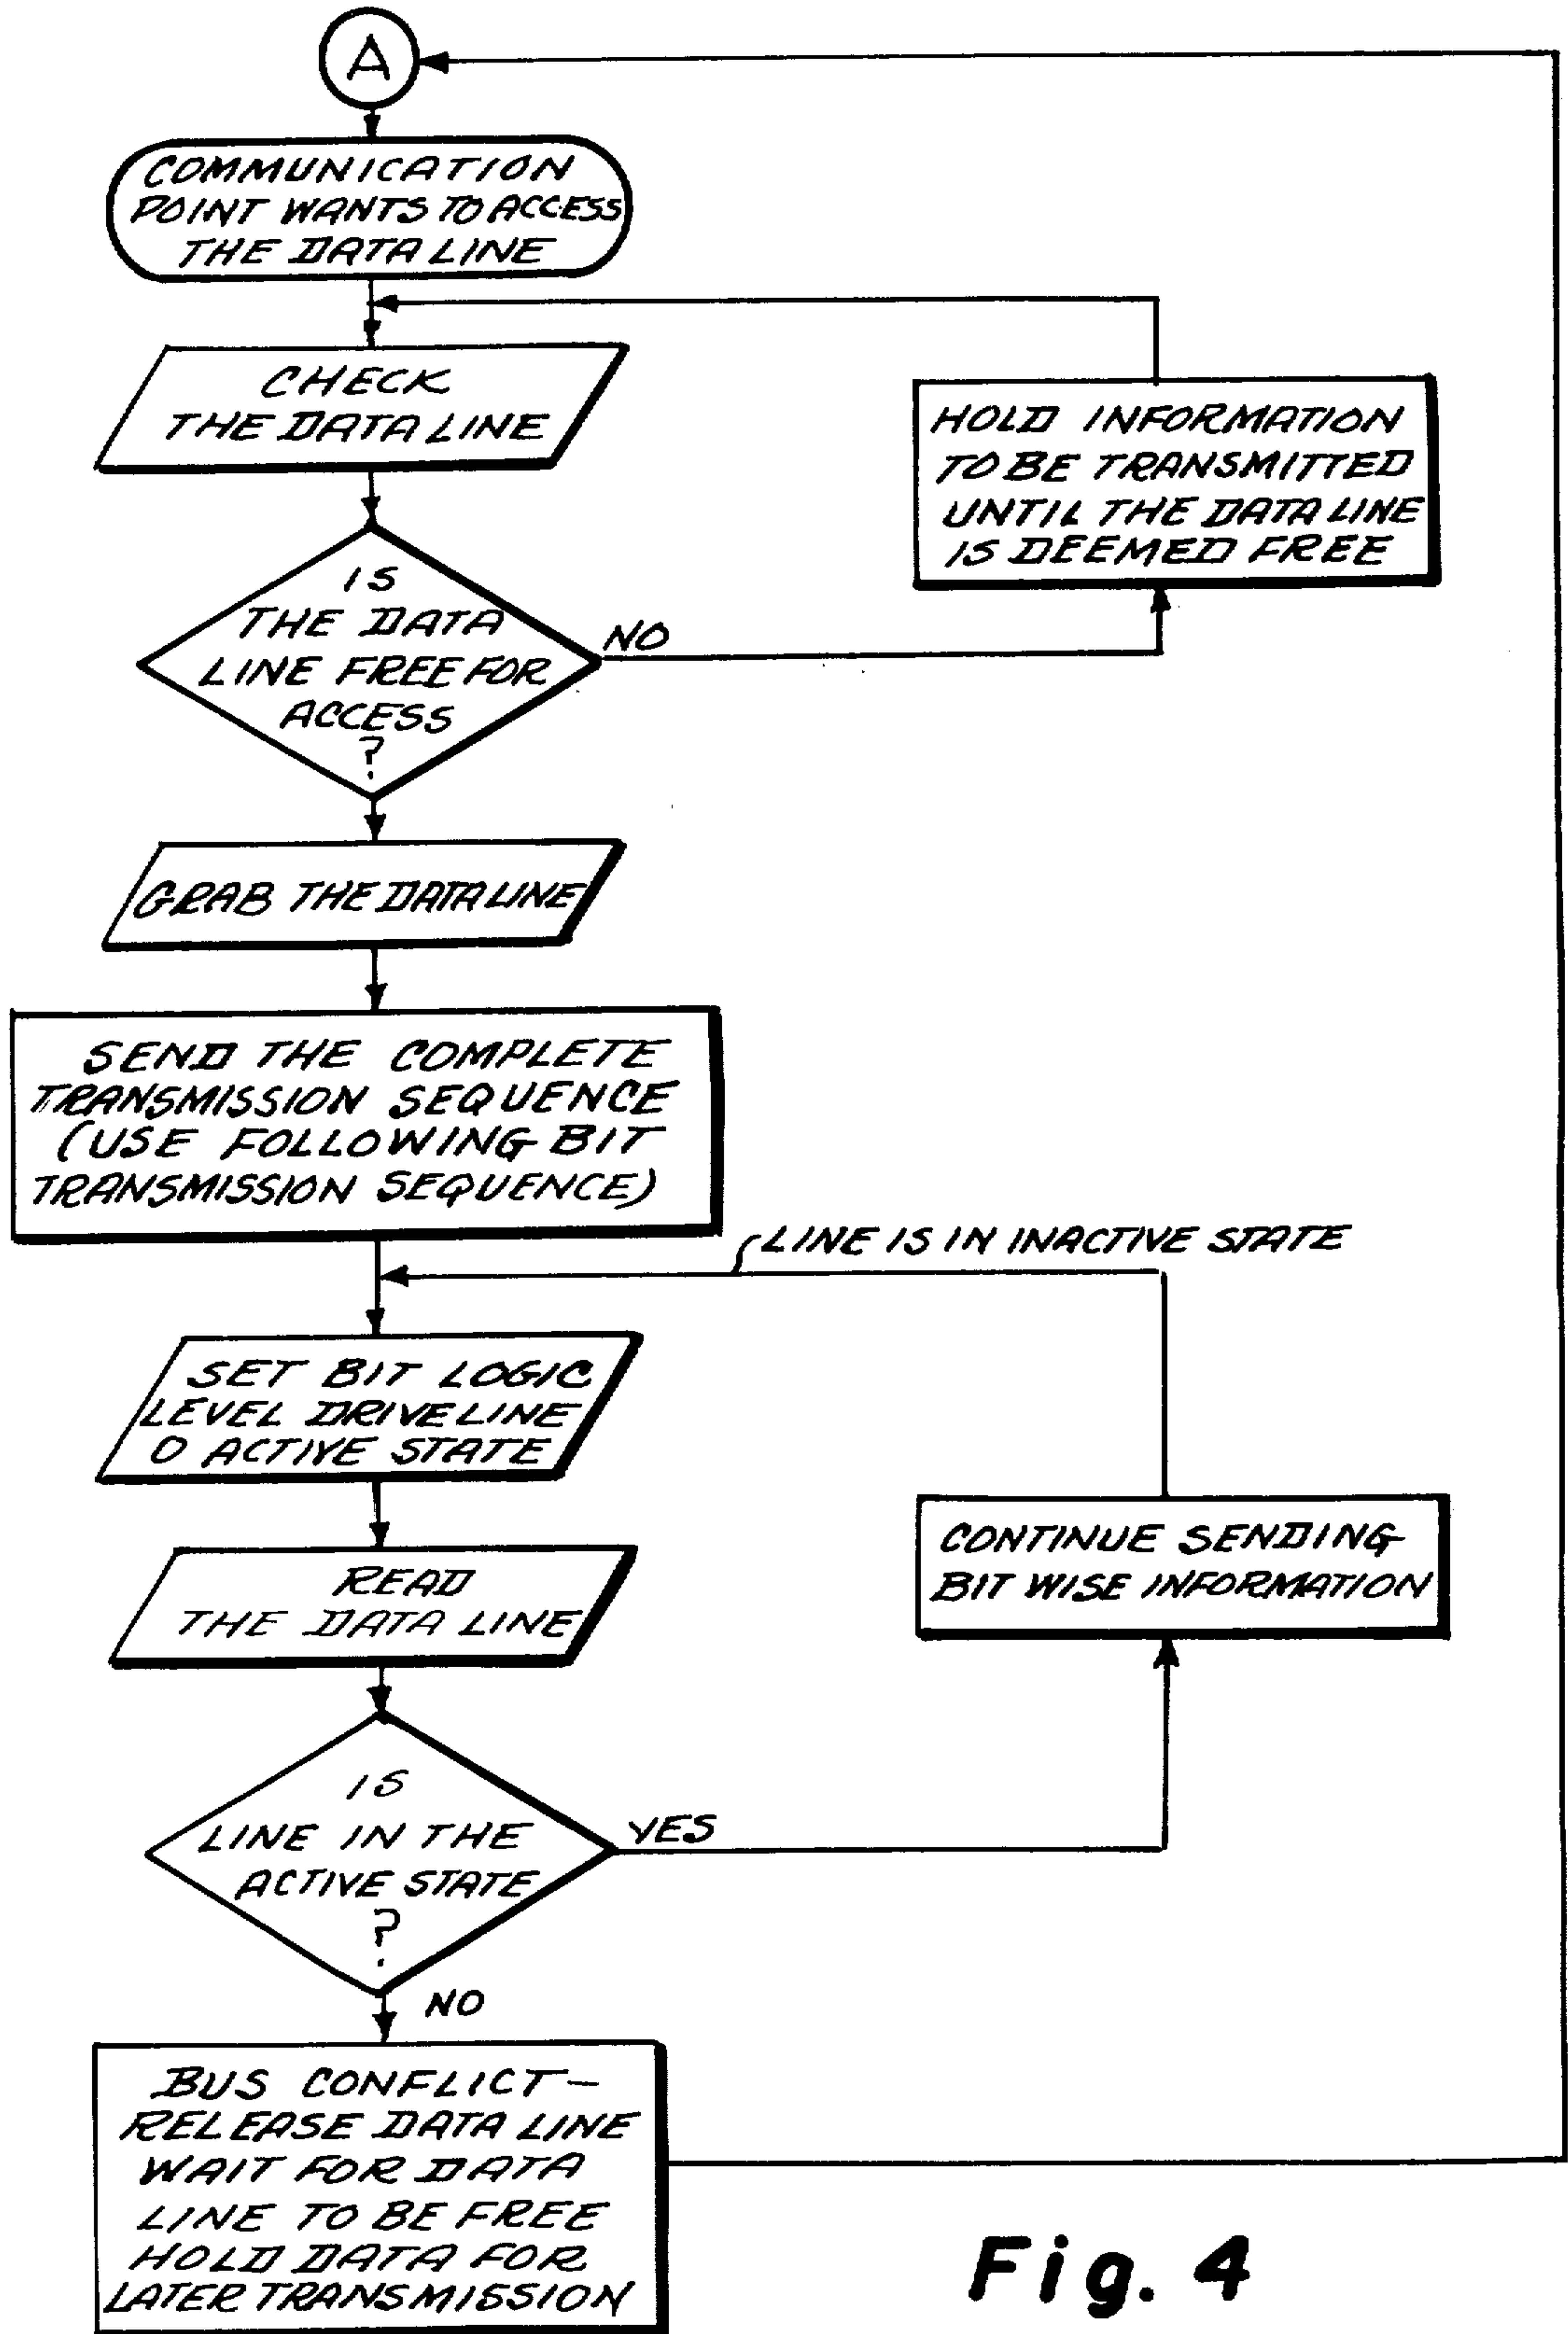 A
COMMUNICATION
POINT WANTS TO ACCESS
THE DATA LINE
CHECK
THE DATA LINE
HOLD INFORMATION
TO BE TRANSMITTED
UNTIL THE DATA LINE
IS DEEMED FREE
IS
THE DATA
LINE FREE FOR
ACCESS
?
NO
GRAB THE DATA LINE
SEND THE COMPLETE
TRANSMISSION SEQUENCE
(USE FOLLOWING BIT
TRANSMISSION SEQUENCE)
LINE IS IN INACTIVE STATE
SET BIT LOGIC
LEVEL DRIVE LINE
O ACTIVE STATE
READ
THE DATA LINE
CONTINUE SENDING
BIT WISE INFORMATION
IS
LINE IN THE
ACTIVE STATE
?
YES
NO
BUS CONFLICT-
RELEASE DATA LINE
WAIT FOR DATA
LINE TO BE FREE
HOLD DATA FOR
LATER TRANSMISSION
Fig. 4